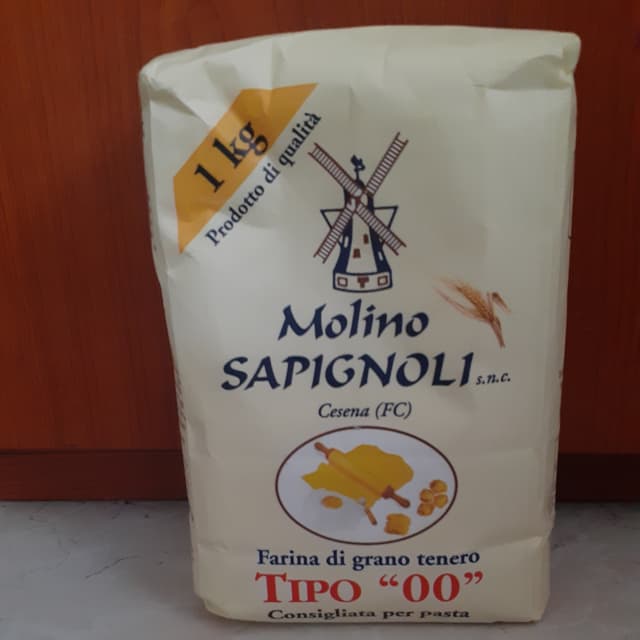 1 kg
Prodotto di qualità
Molino
SAPIGNOLI s.n.c.
Cesena (FC)
Farina di grano tenero
TIPO “00”
Consigliata per pasta